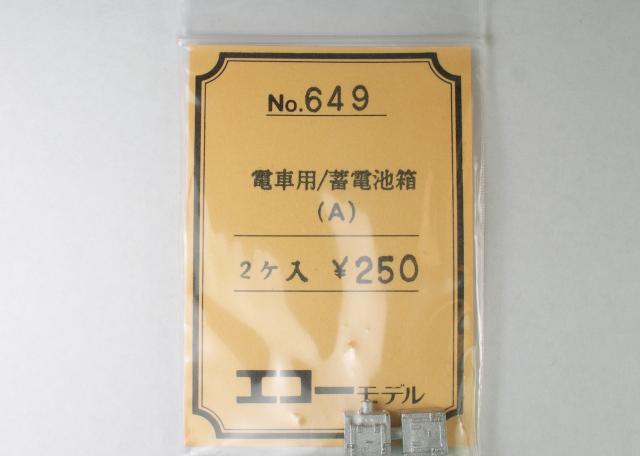 No.649
電車用/蓄電池箱
(A)
2ケ入 ¥250
エコーモデル